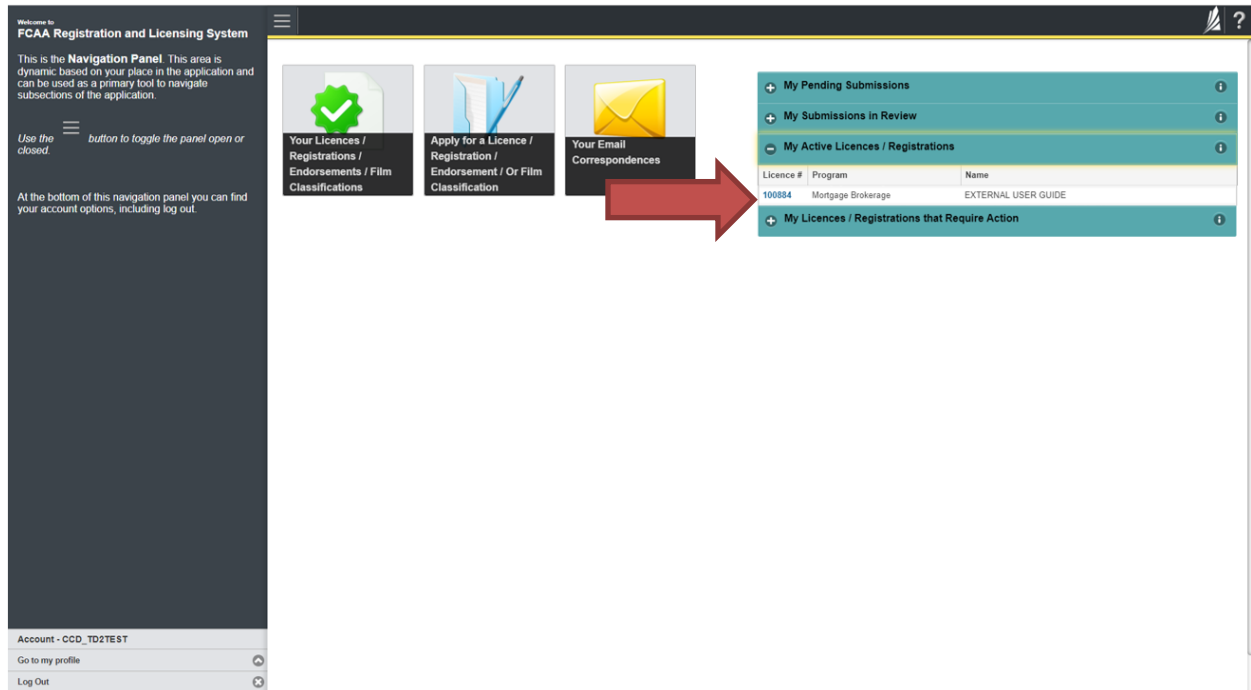 Welcome to
FCAA Registration and Licensing System
This is the Navigation Panel. This area is
dynamic based on your place in the application and
can be used as a primary tool to navigate
subsections of the application.
Use the button to toggle the panel open or
closed.
At the bottom of this navigation panel you can find
your account options, including log out.
Account - CCD_TD2TEST
Go to my profile
Log Out
?
Your Licences /
Registrations /
Endorsements / Film
Classifications
Apply for a Licence /
Registration /
Endorsement / Or Film
Classification
Your Email
Correspondences
My Pending Submissions
My Submissions in Review
My Active Licences / Registrations
Licence # Program Name
100884 Mortgage Brokerage EXTERNAL USER GUIDE
My Licences / Registrations that Require Action